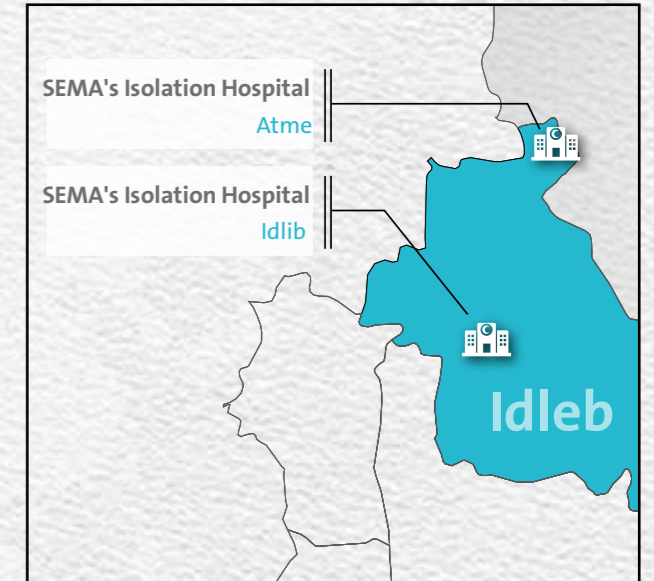 SEMA's Isolation Hospital
Atme
SEMA's Isolation Hospital
Idlib
Idleb